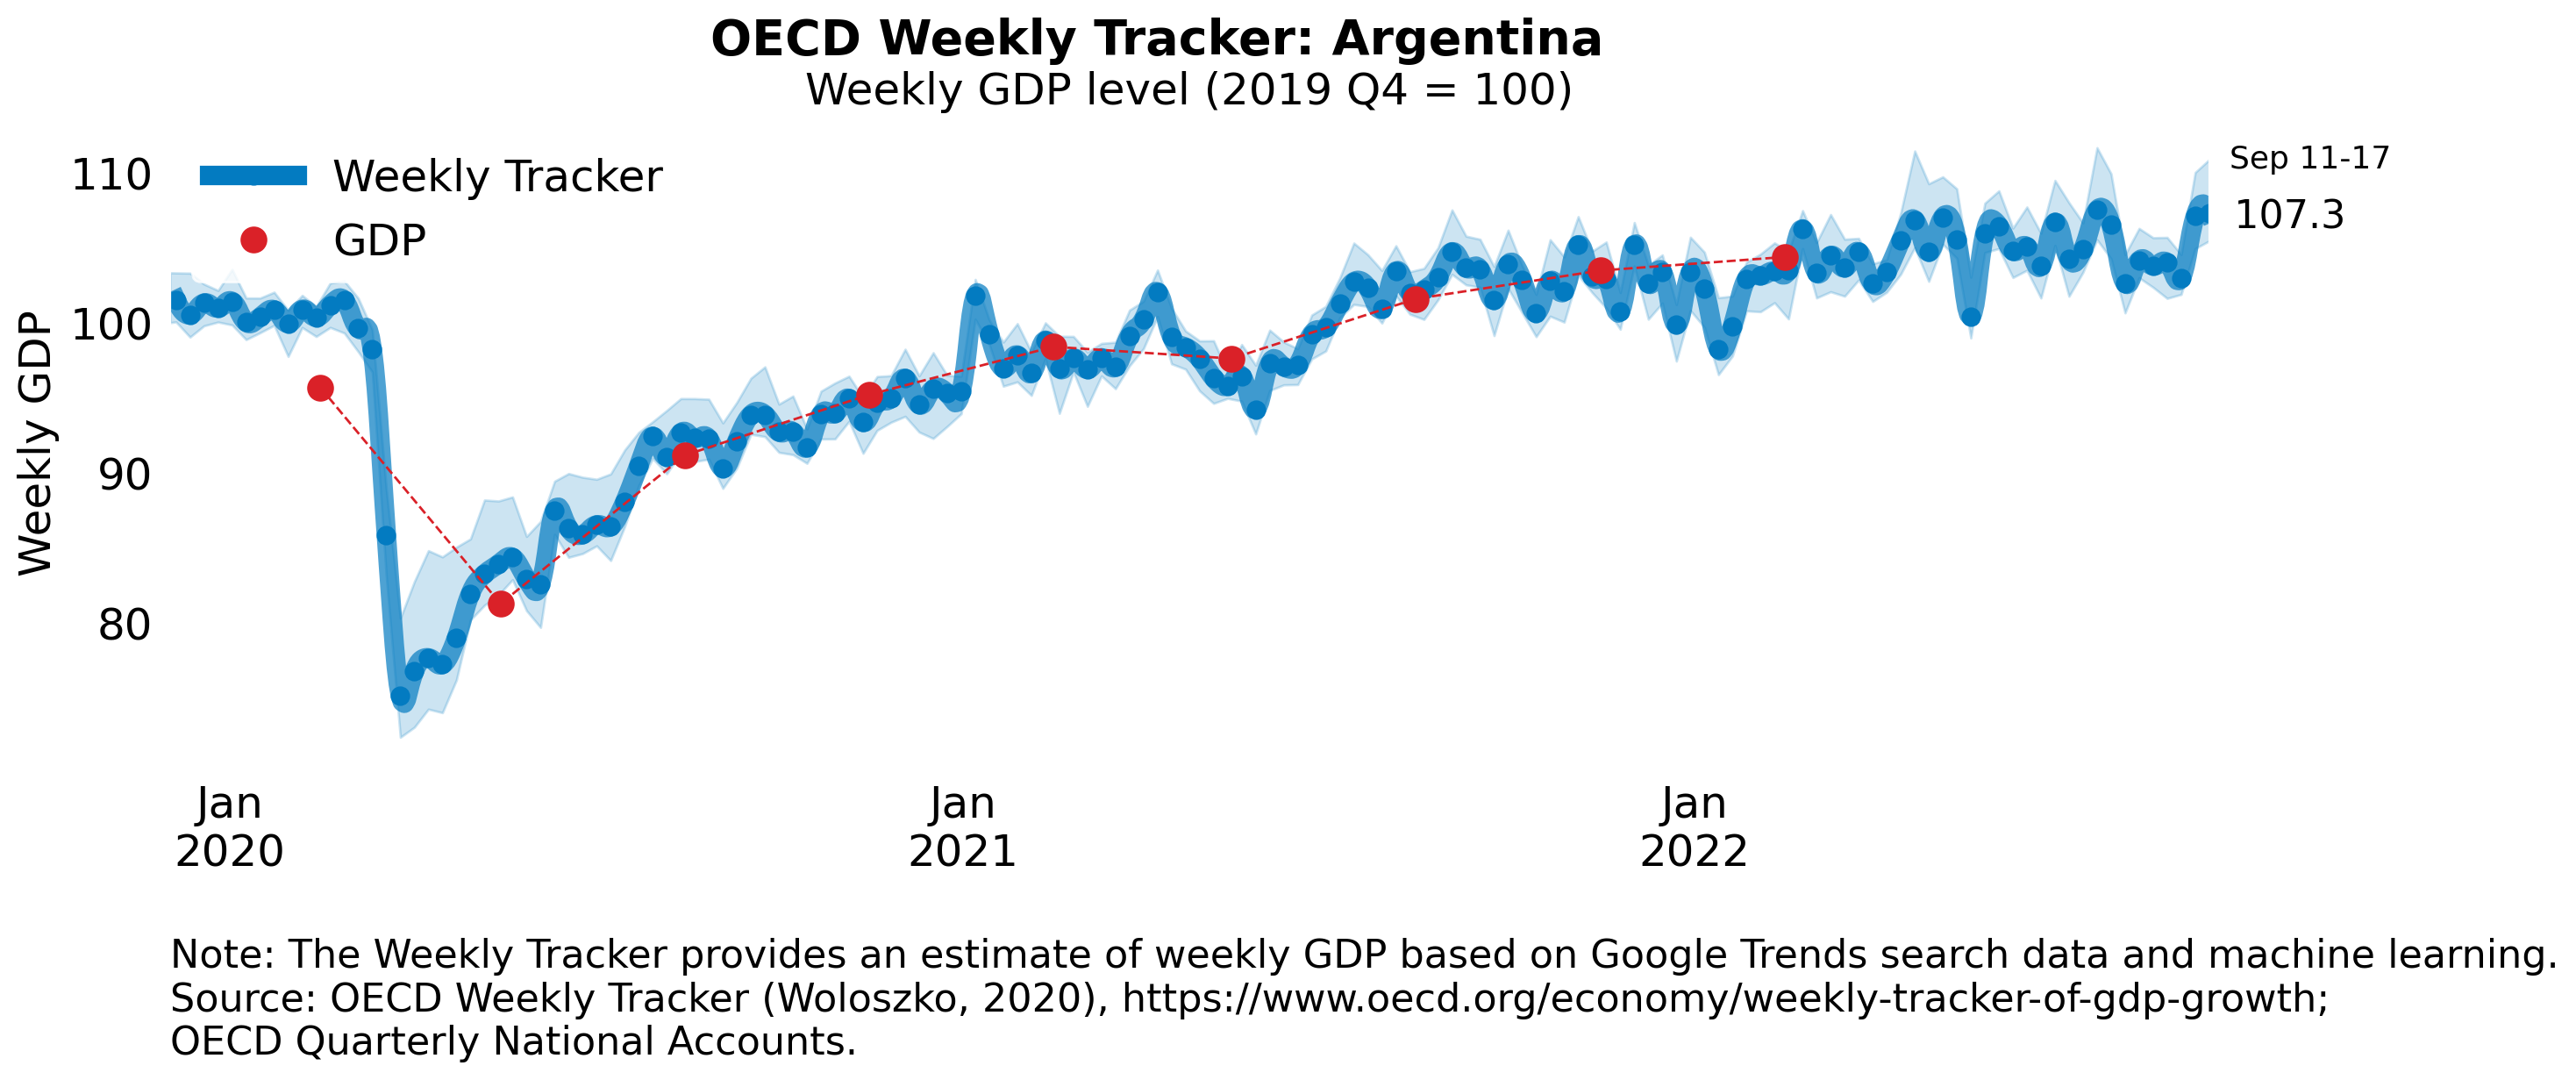 OECD Weekly Tracker: Argentina
Weekly GDP level (2019 Q4 = 100)
Weekly GDP
110
100
90
80
Weekly Tracker
GDP
Sep 11-17
107.3
Jan
2020
Jan
2021
Jan
2022
Note: The Weekly Tracker provides an estimate of weekly GDP based on Google Trends search data and machine learning.
Source: OECD Weekly Tracker (Woloszko, 2020), https://www.oecd.org/economy/weekly-tracker-of-gdp-growth;
OECD Quarterly National Accounts.